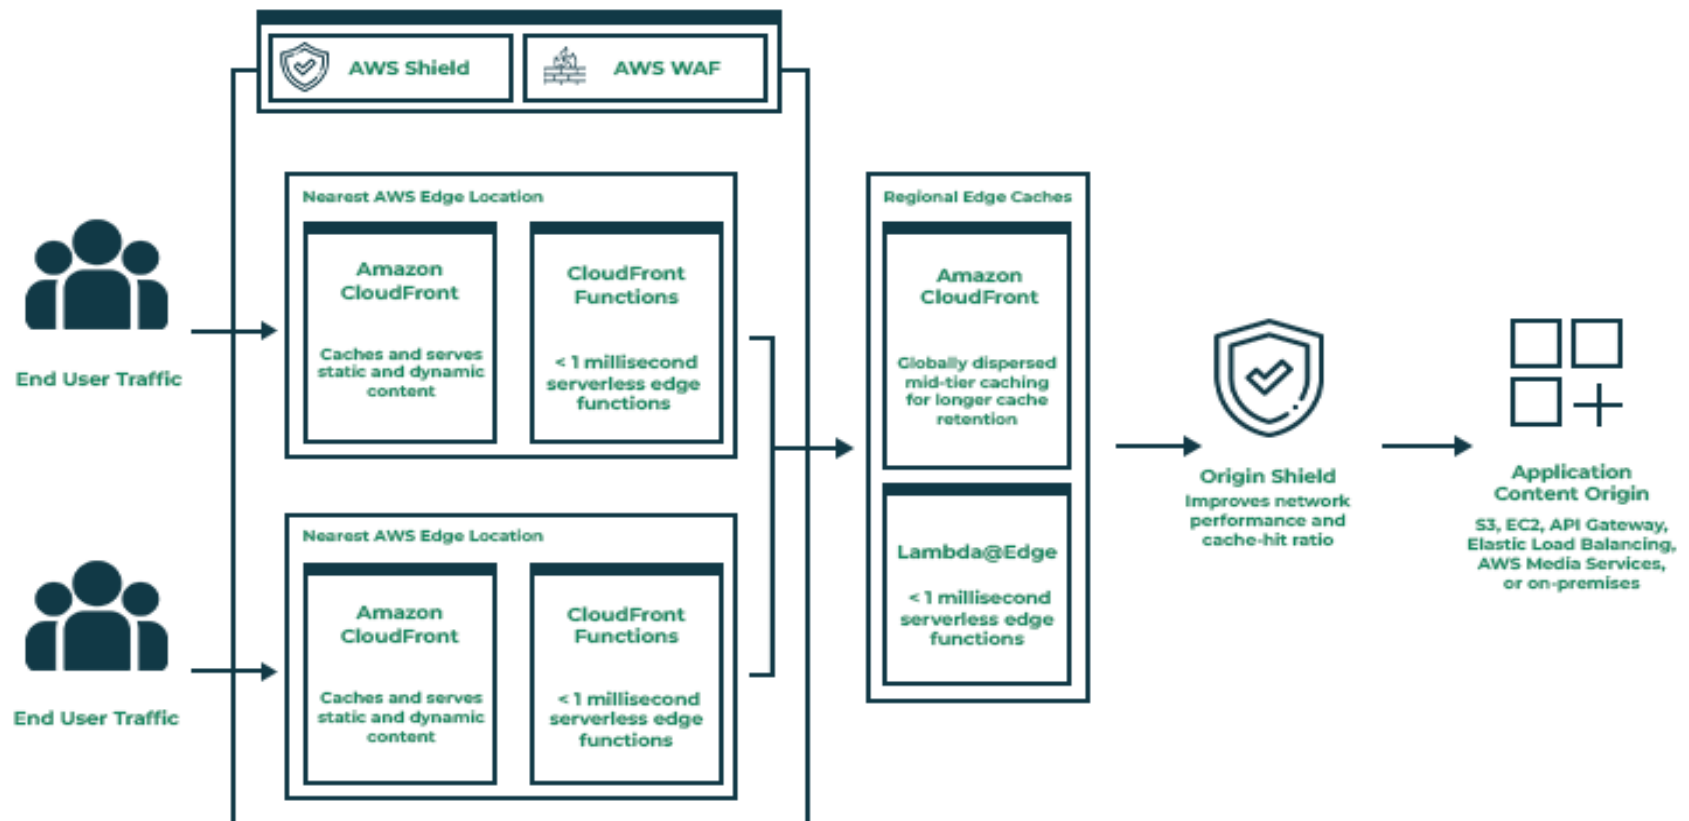 AWS Shield
AWS WAF
Nearest AWS Edge Location
Amazon
CloudFront
Caches and serves
static and dynamic
content
CloudFront
Functions
< 1 millisecond
serverless edge
functions
End User Traffic
Nearest AWS Edge Location
Amazon
CloudFront
Caches and serves
static and dynamic
content
CloudFront
Functions
< 1 millisecond
serverless edge
functions
End User Traffic
Regional Edge Caches
Amazon
CloudFront
Globally dispersed
mid-tier caching
for longer cache
retention
Lambda@Edge
< 1 millisecond
serverless edge
functions
Origin Shield
Improves network
performance and
cache-hit ratio
Application
Content Origin
S3, EC2, API Gateway,
Elastic Load Balancing,
AWS Media Services,
or on-premises